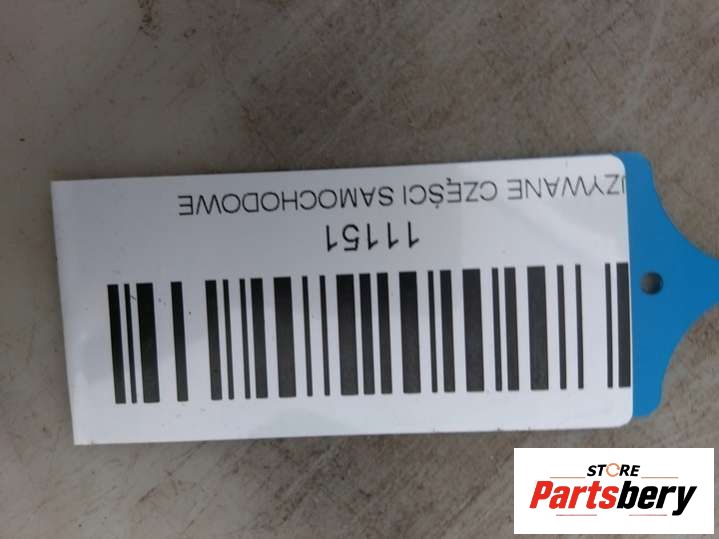 UŻYWANE CZĘŚCI SAMOCHODOWE
11151
STORE
Partsbery